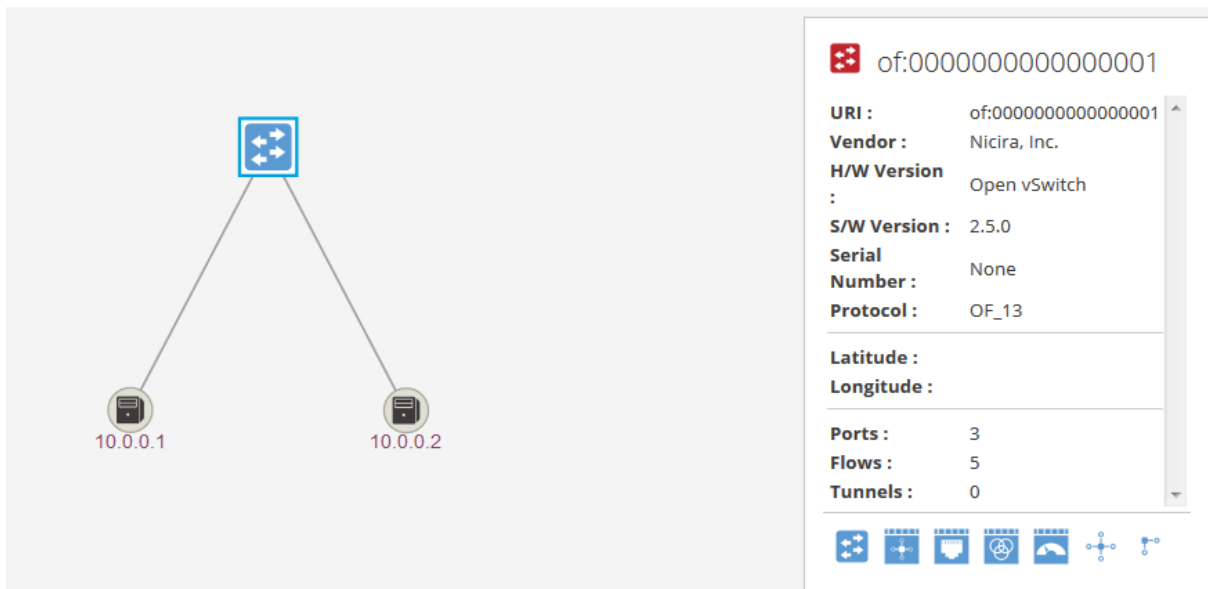 of:0000000000000001
URI : of:0000000000000001
Vendor : Nicira, Inc.
H/W Version
: Open vSwitch
S/W Version : 2.5.0
Serial
Number : None
Protocol : OF_13
Latitude :
Longitude :
Ports : 3
Flows : 5
Tunnels : 0
10.0.0.1
10.0.0.2